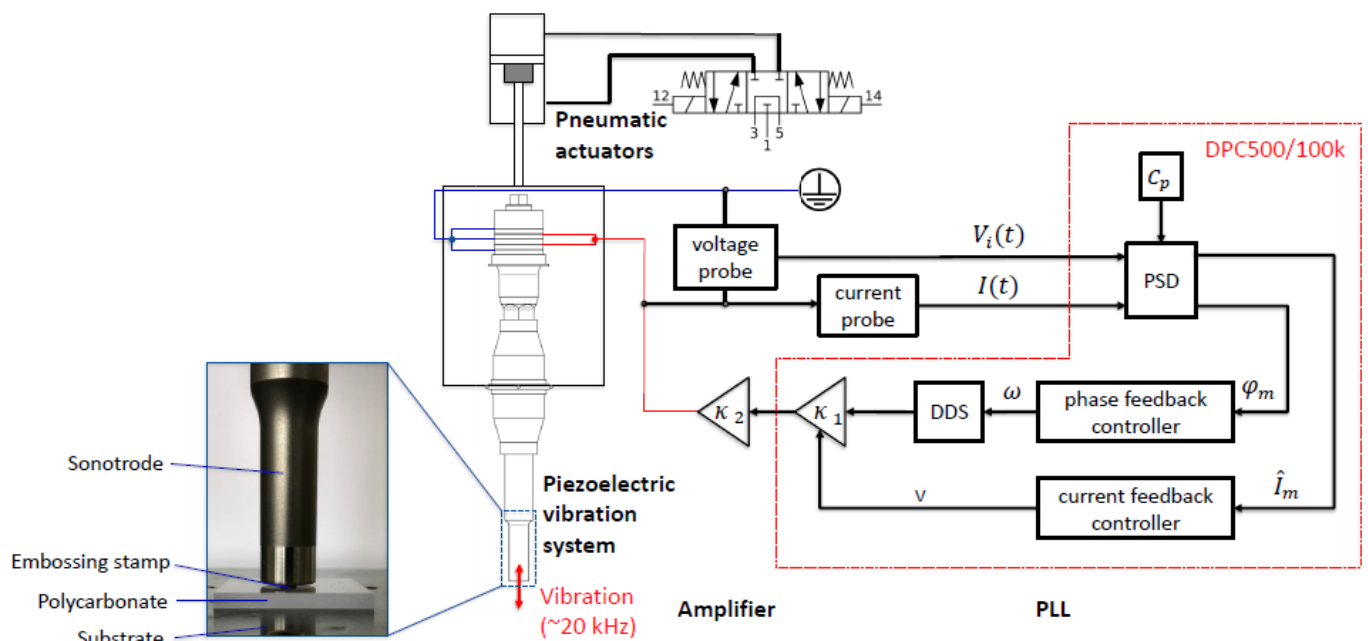 12
14
3
5
1
Pneumatic
actuators
DPC500/100k
C_p
voltage
probe
V_i(t)
PSD
current
probe
I(t)
κ_2
κ_1
DDS
ω
phase feedback
controller
φ_m
Sonotrode
Piezoelectric
vibration
system
V
current feedback
controller
Î_m
Embossing stamp
Polycarbonate
Substrate
Vibration
(~20 kHz)
Amplifier
PLL